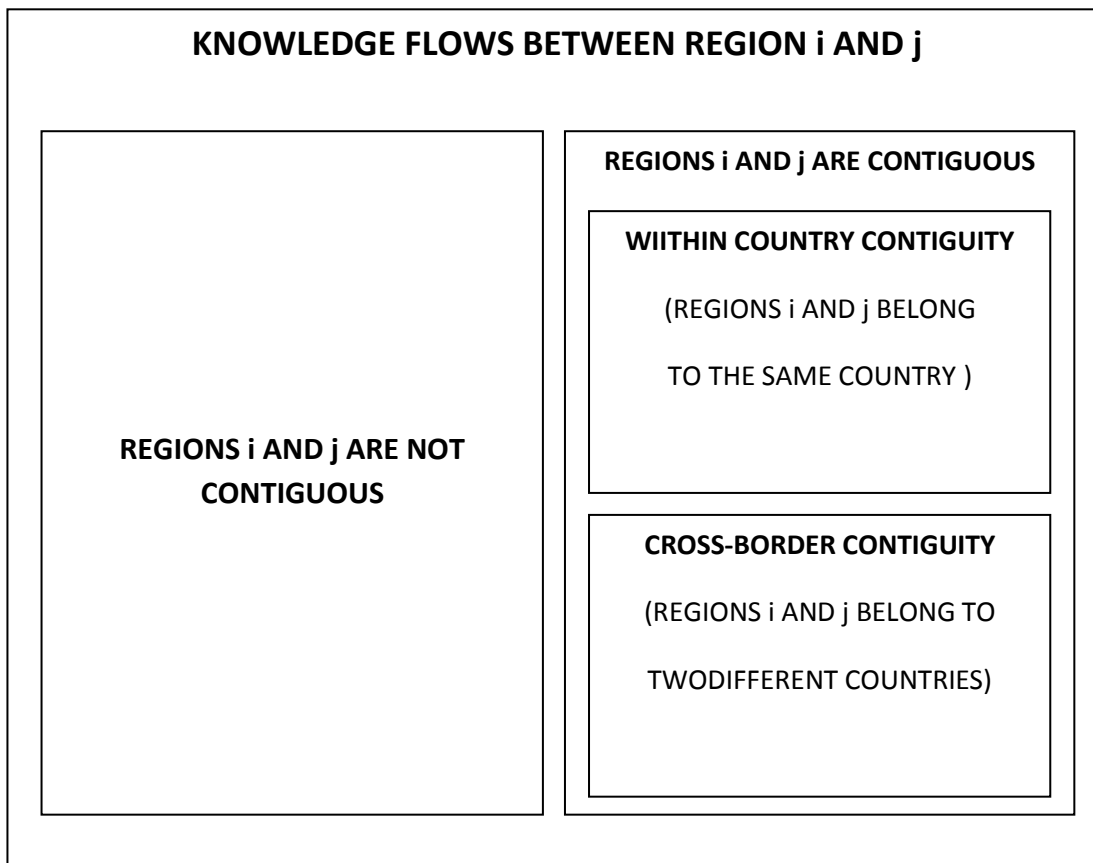 KNOWLEDGE FLOWS BETWEEN REGION i AND j
REGIONS i AND j ARE NOT
CONTIGUOUS
REGIONS i AND j ARE CONTIGUOUS
WIITHIN COUNTRY CONTIGUITY
(REGIONS i AND j BELONG
TO THE SAME COUNTRY )
CROSS-BORDER CONTIGUITY
(REGIONS i AND j BELONG TO
TWODIFFERENT COUNTRIES)